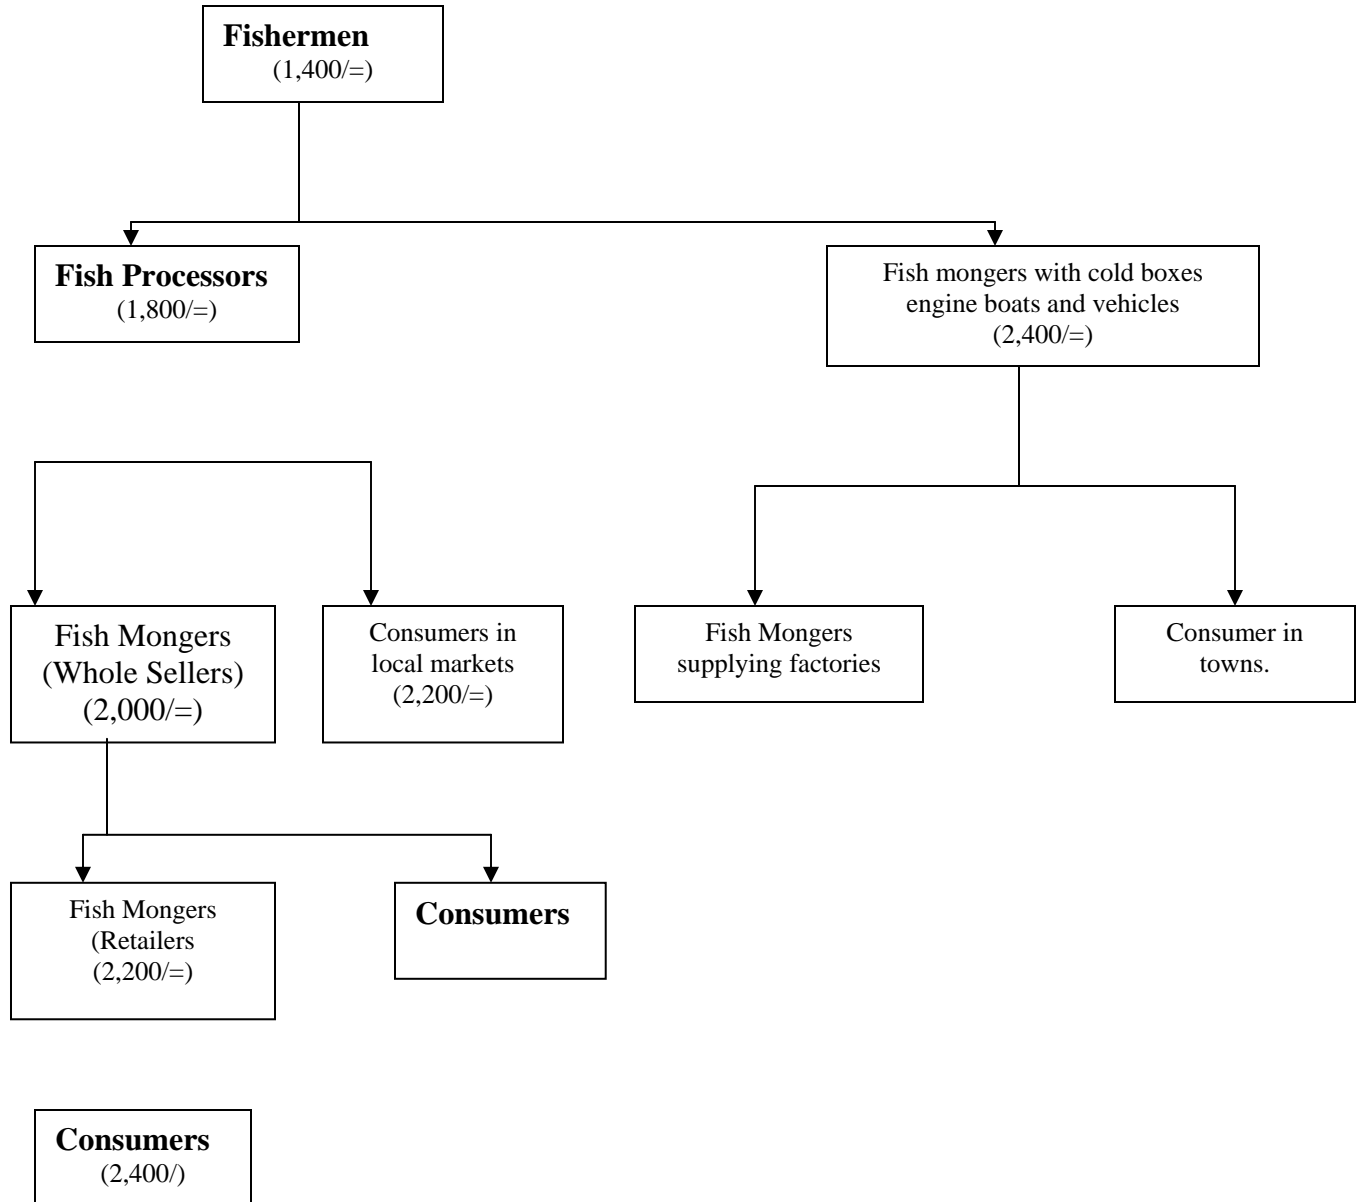 Fishermen
(1,400/=)
Fish Processors
(1,800/=)
Fish mongers with cold boxes
engine boats and vehicles
(2,400/=)
Fish Mongers
(Whole Sellers)
(2,000/=)
Consumers in
local markets
(2,200/=)
Fish Mongers
supplying factories
Consumer in
towns.
Fish Mongers
(Retailers
(2,200/=)
Consumers
Consumers
(2,400/)